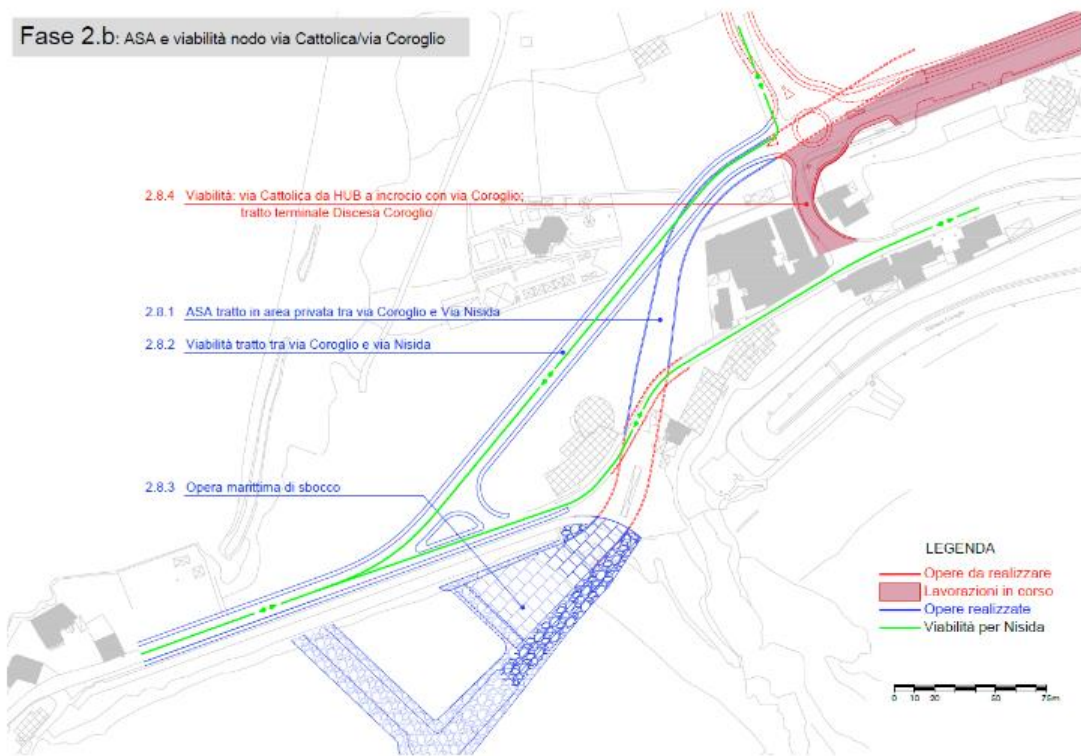 Fase 2.b: ASA e viabilità nodo via Cattolica/via Coroglio
2.8.4 Viabilità: via Cattolica da HUB a incrocio con via Coroglio;
tratto terminale Discesa Coroglio
2.8.1 ASA tratto in area privata tra via Coroglio e Via Nisida
2.8.2 Viabilità tratto tra via Coroglio e via Nisida
2.8.3 Opera marittima di sbocco
LEGENDA
Opere da realizzare
Lavorazioni in corso
Opere realizzate
Viabilità per Nisida
0 10 20 50 75m